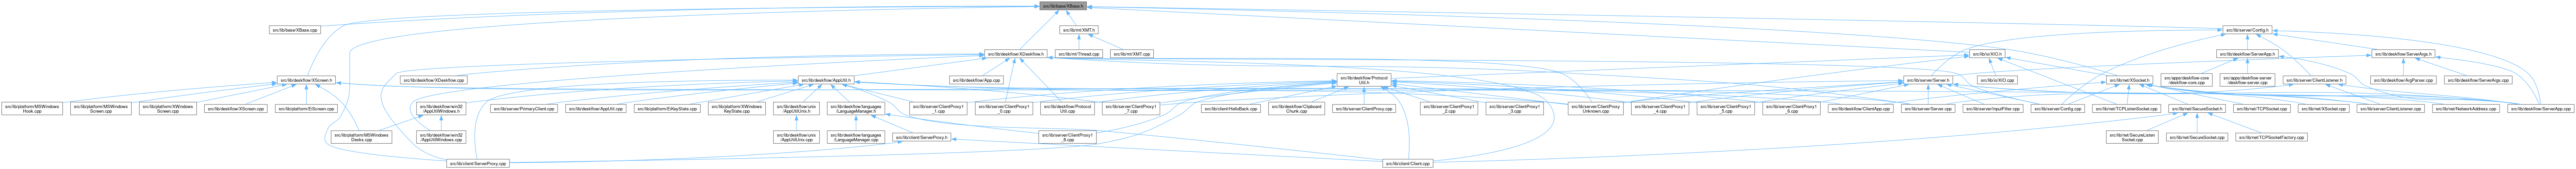 src/lib/base/XBase.h
src/lib/base/XBase.cpp
src/lib/mt/XMT.h
src/lib/server/Config.h
src/lib/deskflow/XDeskflow.h
src/lib/mt/Thread.cpp
src/lib/mt/XMT.cpp
src/lib/io/XIO.h
src/lib/deskflow/ServerApp.h
src/lib/deskflow/ServerArgs.h
src/lib/deskflow/XScreen.h
src/lib/deskflow/XDeskflow.cpp
src/lib/deskflow/AppUtil.h
src/lib/deskflow/App.cpp
src/lib/deskflow/Protocol
Util.h
src/lib/server/Server.h
src/lib/io/XIO.cpp
src/lib/net/XSocket.h
src/apps/deskflow-core
/deskflow-core.cpp
src/apps/deskflow-server
/deskflow-server.cpp
src/lib/server/ClientListener.h
src/lib/deskflow/ArgParser.cpp
src/lib/deskflow/ServerArgs.cpp
src/lib/platform/MSWindows
Hook.cpp
src/lib/platform/MSWindows
Screen.cpp
src/lib/platform/XWindows
Screen.cpp
src/lib/deskflow/XScreen.cpp
src/lib/platform/EiScreen.cpp
src/lib/deskflow/win32
/AppUtilWindows.h
src/lib/server/PrimaryClient.cpp
src/lib/deskflow/AppUtil.cpp
src/lib/platform/EiKeyState.cpp
src/lib/platform/XWindows
KeyState.cpp
src/lib/deskflow/unix
/AppUtilUnix.h
src/lib/deskflow/languages
/LanguageManager.h
src/lib/server/ClientProxy1
_1.cpp
src/lib/server/ClientProxy1
_0.cpp
src/lib/deskflow/Protocol
Util.cpp
src/lib/server/ClientProxy1
_7.cpp
src/lib/client/HelloBack.cpp
src/lib/deskflow/Clipboard
Chunk.cpp
src/lib/server/ClientProxy.cpp
src/lib/server/ClientProxy1
_2.cpp
src/lib/server/ClientProxy1
_3.cpp
src/lib/server/ClientProxy
Unknown.cpp
src/lib/server/ClientProxy1
_4.cpp
src/lib/server/ClientProxy1
_5.cpp
src/lib/server/ClientProxy1
_6.cpp
src/lib/deskflow/ClientApp.cpp
src/lib/server/Server.cpp
src/lib/server/InputFilter.cpp
src/lib/server/Config.cpp
src/lib/net/TCPListenSocket.cpp
src/lib/net/SecureSocket.h
src/lib/net/TCPSocket.cpp
src/lib/net/XSocket.cpp
src/lib/server/ClientListener.cpp
src/lib/net/NetworkAddress.cpp
src/lib/deskflow/ServerApp.cpp
src/lib/platform/MSWindows
Desks.cpp
src/lib/deskflow/win32
/AppUtilWindows.cpp
src/lib/deskflow/unix
/AppUtilUnix.cpp
src/lib/deskflow/languages
/LanguageManager.cpp
src/lib/client/ServerProxy.h
src/lib/server/ClientProxy1
_8.cpp
src/lib/net/SecureListen
Socket.cpp
src/lib/net/SecureSocket.cpp
src/lib/net/TCPSocketFactory.cpp
src/lib/client/ServerProxy.cpp
src/lib/client/Client.cpp